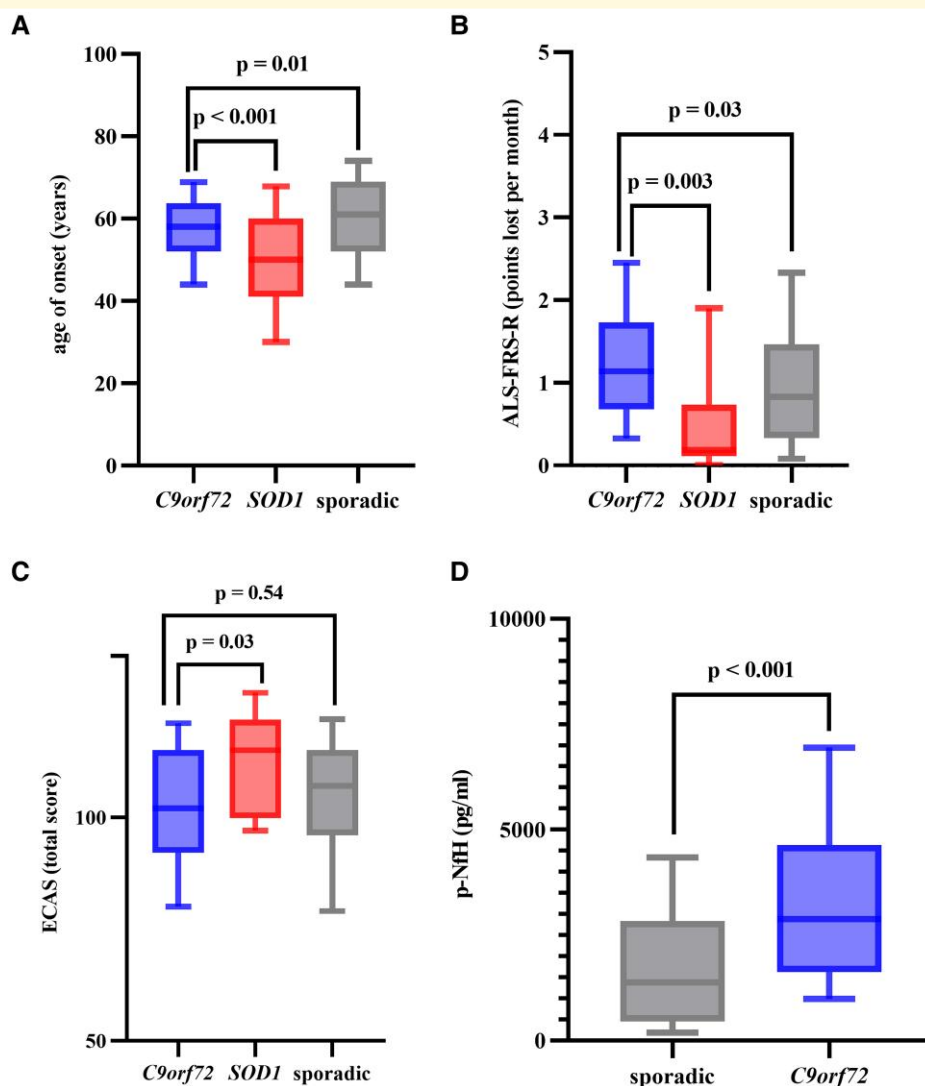 A
age of onset (years)
100
80
60
40
20
0
p = 0.01
p < 0.001
C9orf72 SOD1 sporadic
B
ALS-FRS-R (points lost per month)
5
4
3
2
1
0
p = 0.03
p = 0.003
C9orf72 SOD1 sporadic
C
ECAS (total score)
100
50
p = 0.54
p = 0.03
C9orf72 SOD1 sporadic
D
p-NfH (pg/ml)
10000
5000
0
p < 0.001
sporadic C9orf72